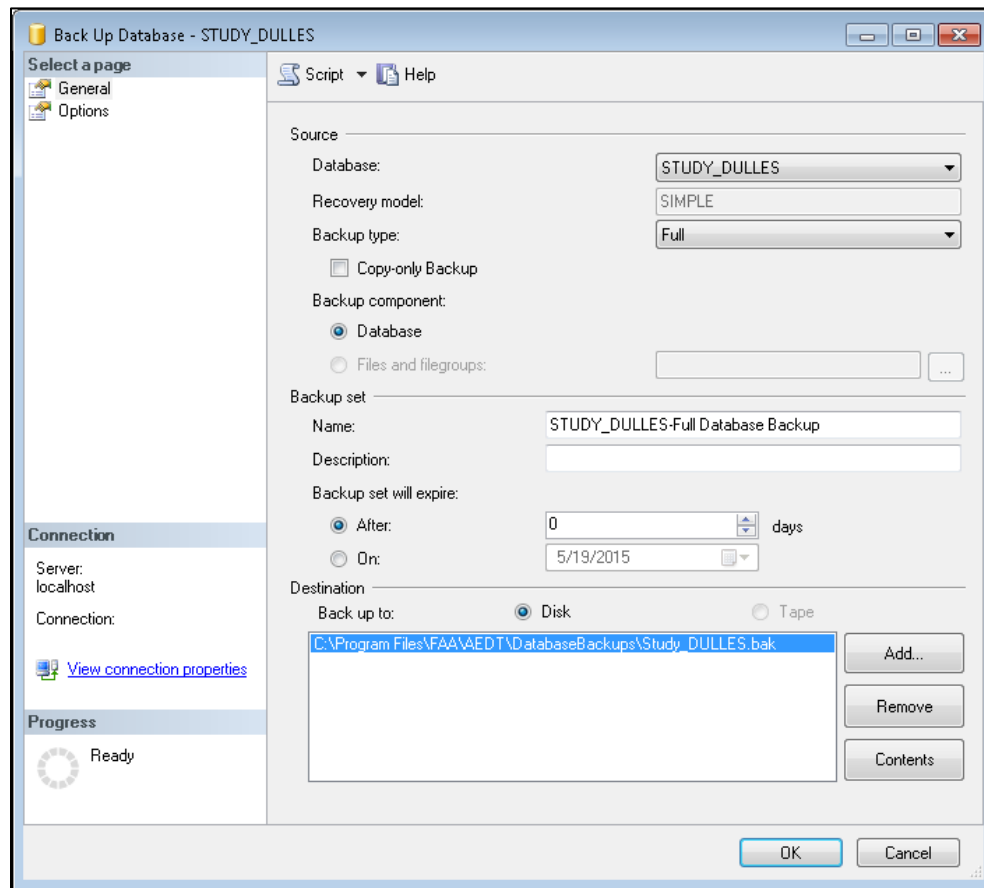 Back Up Database - STUDY_DULLES
Select a page
General
Options
Script
Help
Source
Database:
STUDY_DULLES
Recovery model:
SIMPLE
Backup type:
Full
Copy-only Backup
Backup component:
Database
Files and filegroups:
...
Backup set
Name:
STUDY_DULLES-Full Database Backup
Description:
Backup set will expire:
After:
0
days
On:
5/19/2015
Destination
Back up to:
Disk
Tape
C:\Program Files\FAA\AEDT\DatabaseBackups\Study_DULLES.bak
Add...
Remove
Contents
Connection
Server:
localhost
Connection:
View connection properties
Progress
Ready
OK
Cancel